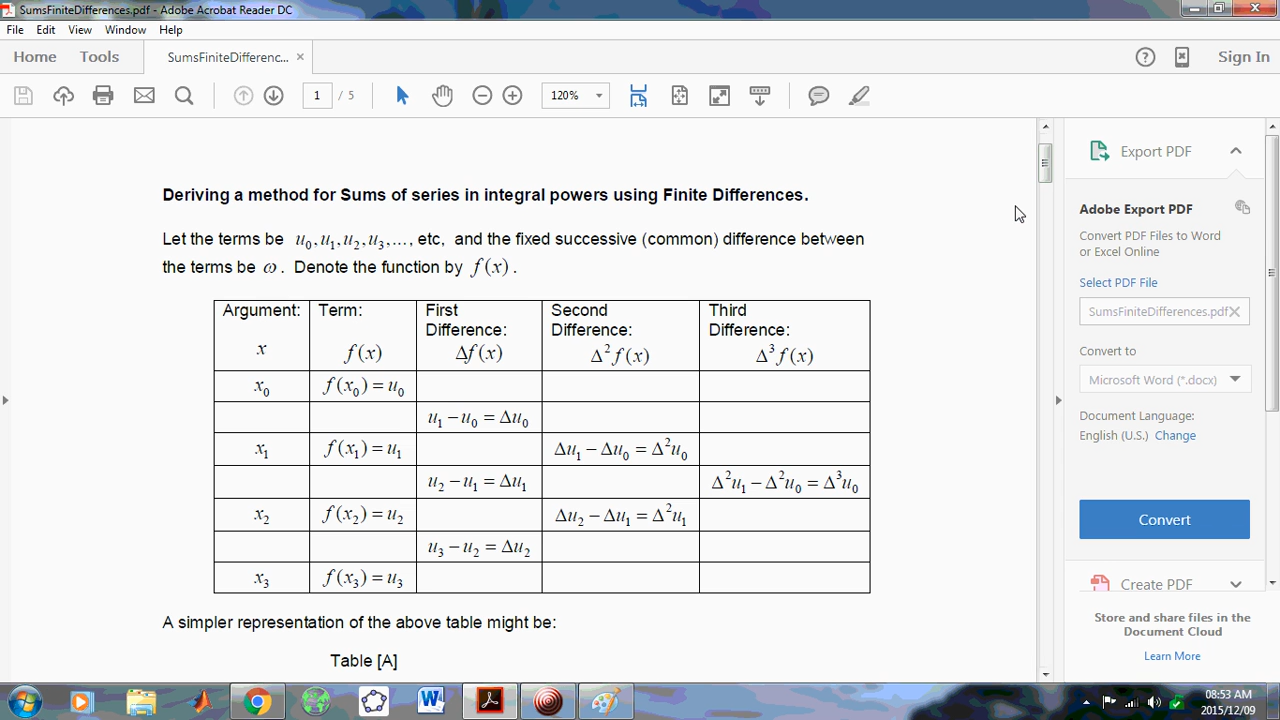 SumsFiniteDifferences.pdf - Adobe Acrobat Reader DC
File Edit View Window Help
Home Tools SumsFiniteDifferenc... × Sign In
1 / 5 120%
Deriving a method for Sums of series in integral powers using Finite Differences.
Let the terms be u₀, u₁, u₂, u₃, ..., etc, and the fixed successive (common) difference between
the terms be ω. Denote the function by f(x).
Argument: Term: First Second Third
Difference: Difference: Difference:
x f(x) Δf(x) Δ²f(x) Δ³f(x)
x₀ f(x₀) = u₀
u₁ − u₀ = Δu₀
x₁ f(x₁) = u₁ Δu₁ − Δu₀ = Δ²u₀
u₂ − u₁ = Δu₁ Δ²u₁ − Δ²u₀ = Δ³u₀
x₂ f(x₂) = u₂ Δu₂ − Δu₁ = Δ²u₁
u₃ − u₂ = Δu₂
x₃ f(x₃) = u₃
A simpler representation of the above table might be:
Table [A]
Export PDF
Adobe Export PDF
Convert PDF Files to Word
or Excel Online
Select PDF File
SumsFiniteDifferences.pdf
Convert to
Microsoft Word (*.docx)
Document Language:
English (U.S.) Change
Convert
Create PDF
Store and share files in the
Document Cloud
Learn More
08:53 AM
2015/12/09